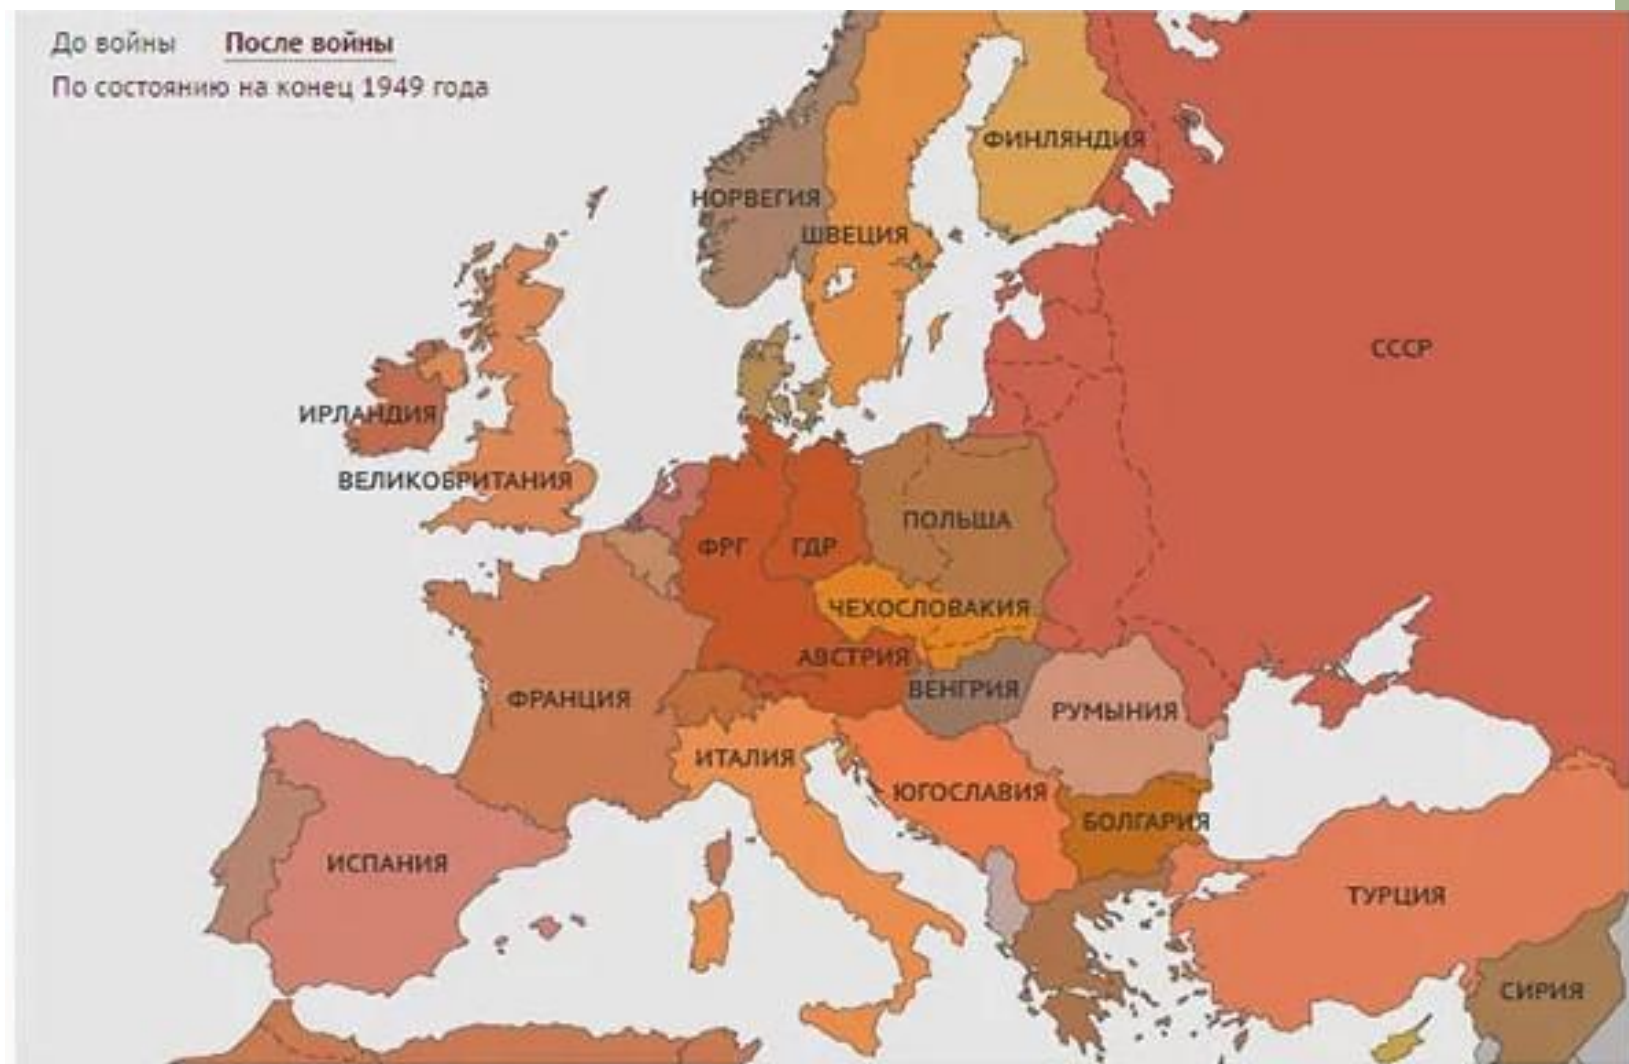 До войны После войны
По состоянию на конец 1949 года
ФИНЛЯНДИЯ
НОРВЕГИЯ
ШВЕЦИЯ
СССР
ИРЛАНДИЯ
ВЕЛИКОБРИТАНИЯ
ПОЛЬША
ФРГ
ГДР
ЧЕХОСЛОВАКИЯ
АВСТРИЯ
ВЕНГРИЯ
ФРАНЦИЯ
РУМЫНИЯ
ИТАЛИЯ
ЮГОСЛАВИЯ
БОЛГАРИЯ
ИСПАНИЯ
ТУРЦИЯ
СИРИЯ